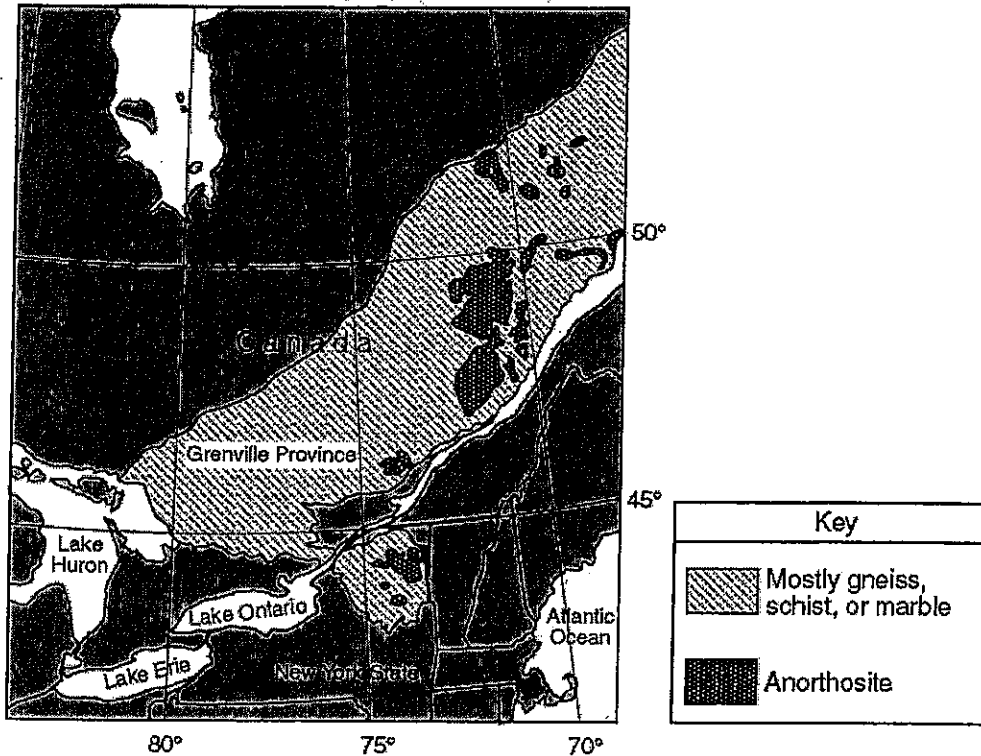 50°
Canada
Grenville Province
45°
Lake
Huron
Lake Ontario
Atlantic
Ocean
Lake Erie
New York State
80°
75°
70°
Key
Mostly gneiss,
schist, or marble
Anorthosite